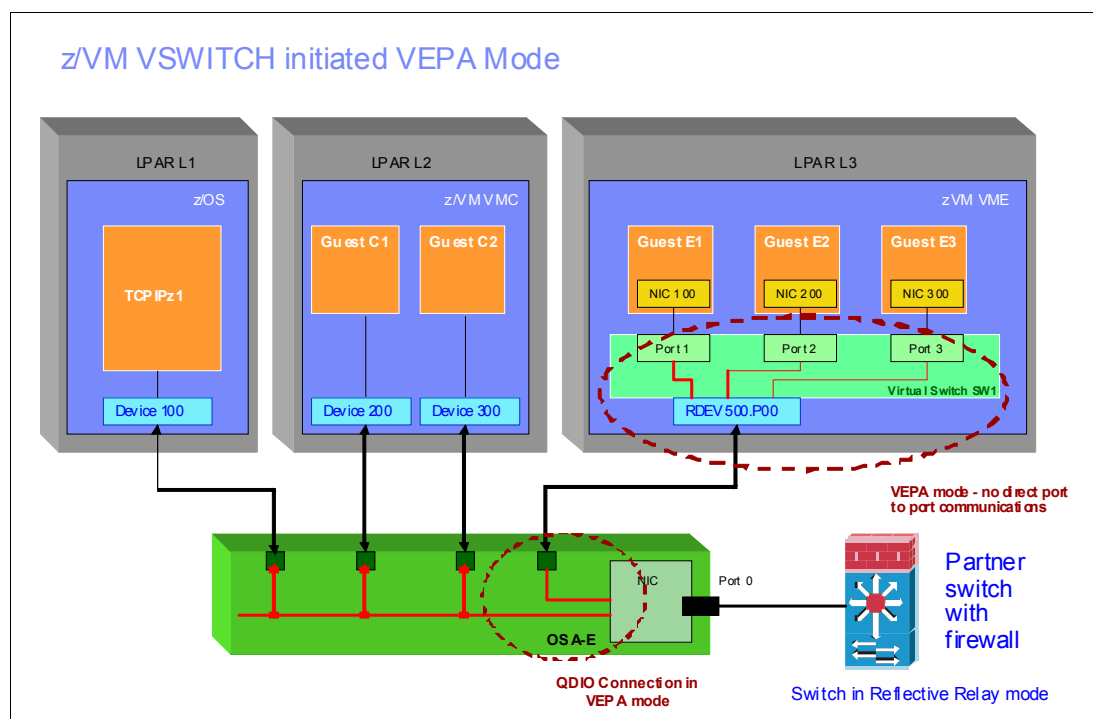 z/VM VSWITCH initiated VEPA Mode
LPAR L1
LPAR L2
LPAR L3
z/OS
z/VM VMC
zVM VME
TCPIPz1
Guest C1
Guest C2
Guest E1
Guest E2
Guest E3
NIC 100
NIC 200
NIC 300
Port 1
Port 2
Port 3
Virtual Switch SW1
Device 100
Device 200
Device 300
RDEV 500.P00
VEPA mode - no direct port
to port communications
NIC
Port 0
OSA-E
Partner
switch
with
firewall
QDIO Connection in
VEPA mode
Switch in Reflective Relay mode